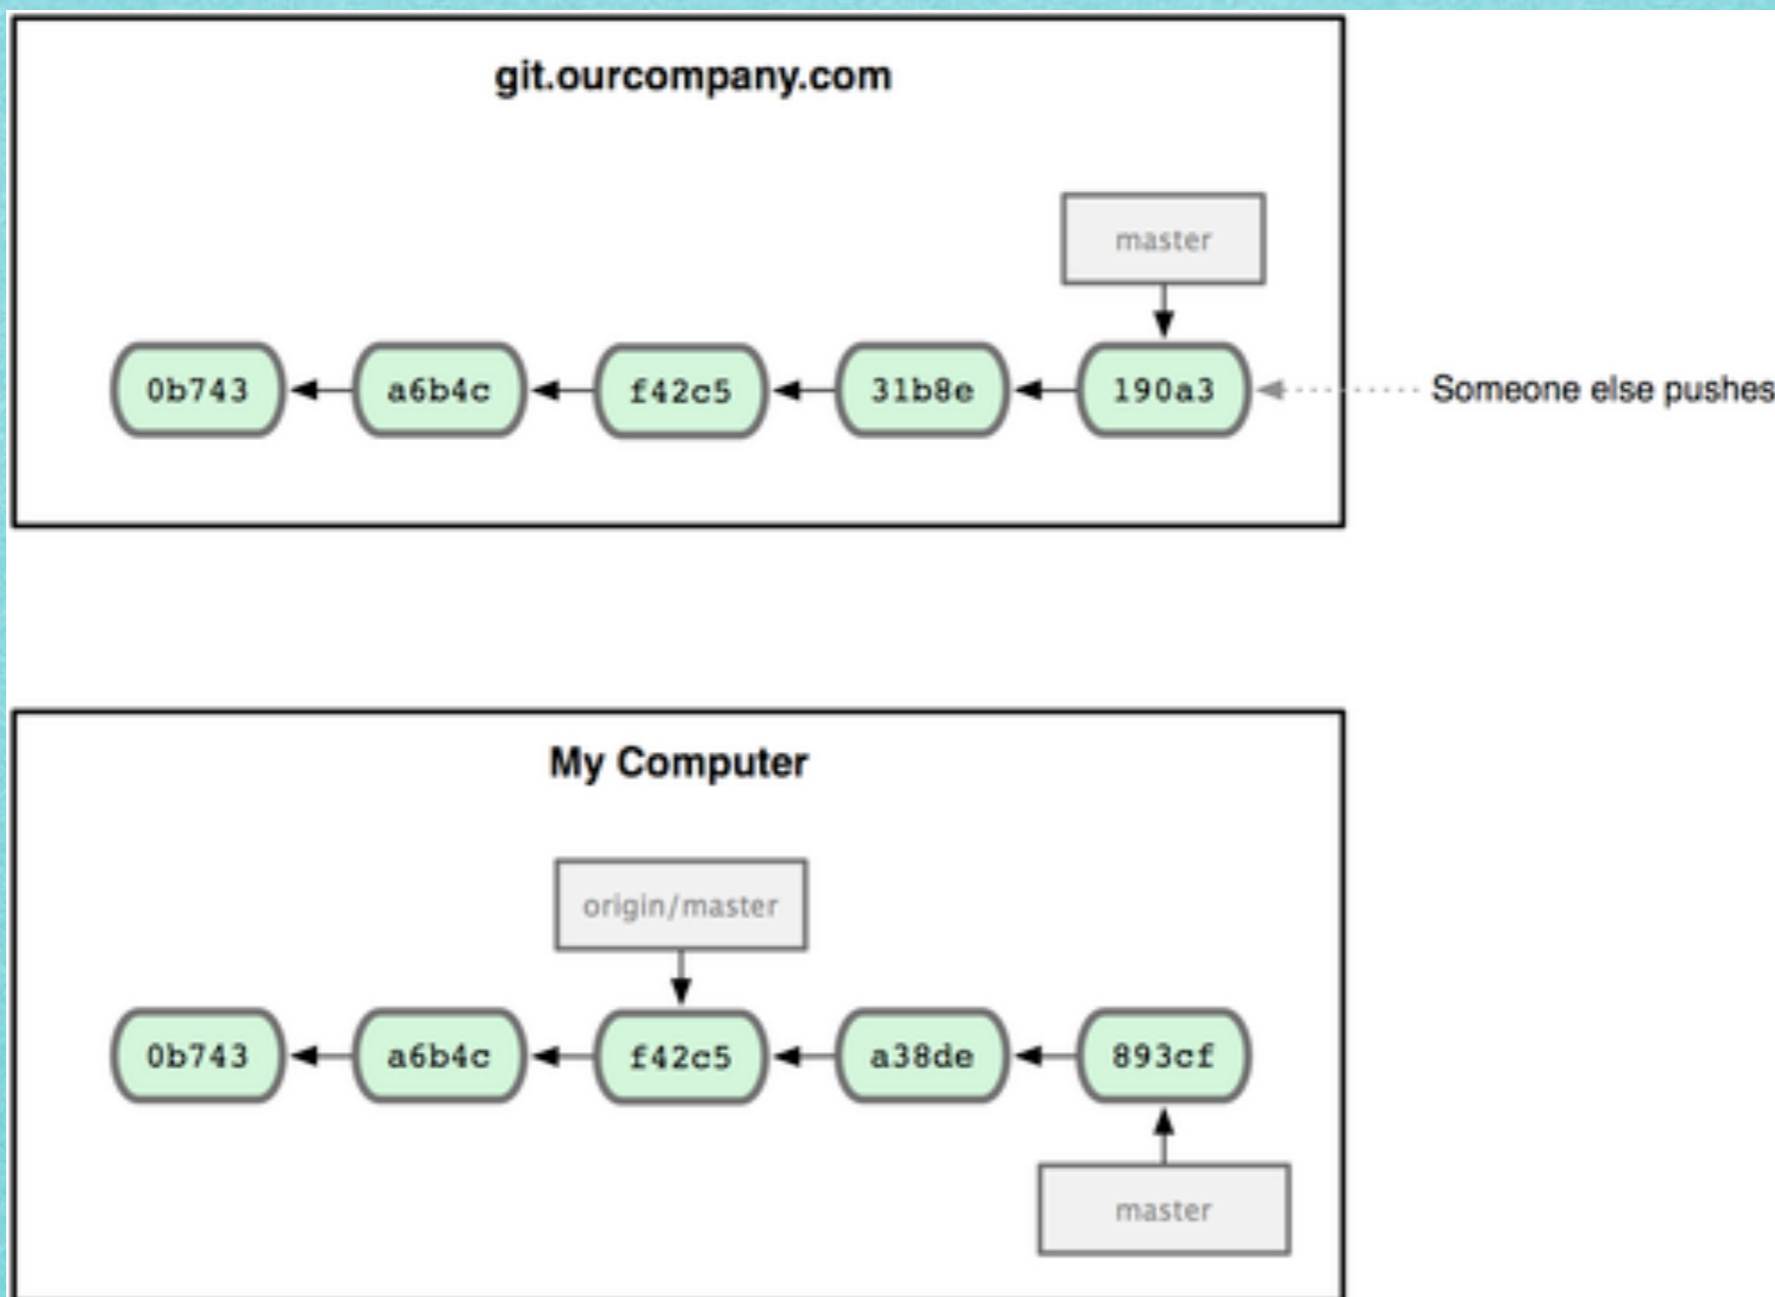 git.ourcompany.com
master
0b743 a6b4c f42c5 31b8e 190a3 Someone else pushes
My Computer
origin/master
0b743 a6b4c f42c5 a38de 893cf
master